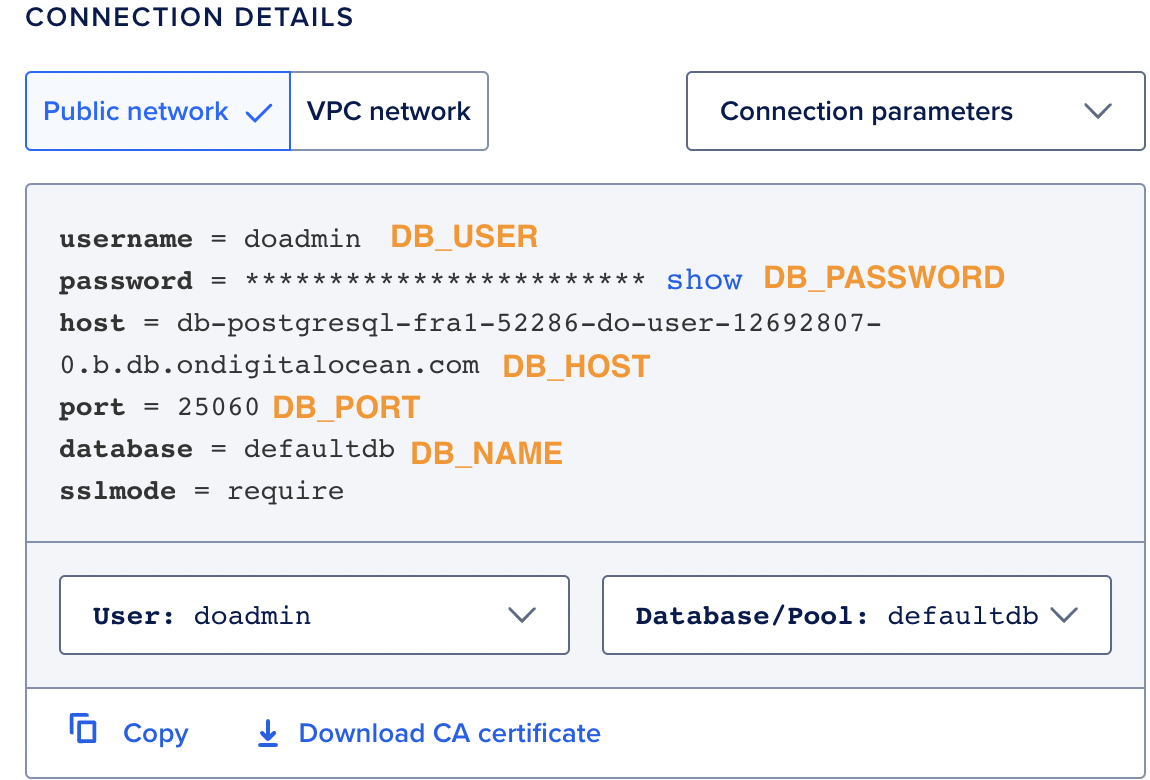 CONNECTION DETAILS
Public network VPC network Connection parameters
username = doadmin DB_USER
password = ************************ show DB_PASSWORD
host = db-postgresql-fra1-52286-do-user-12692807-
0.b.db.ondigitalocean.com DB_HOST
port = 25060 DB_PORT
database = defaultdb DB_NAME
sslmode = require
User: doadmin Database/Pool: defaultdb
Copy Download CA certificate